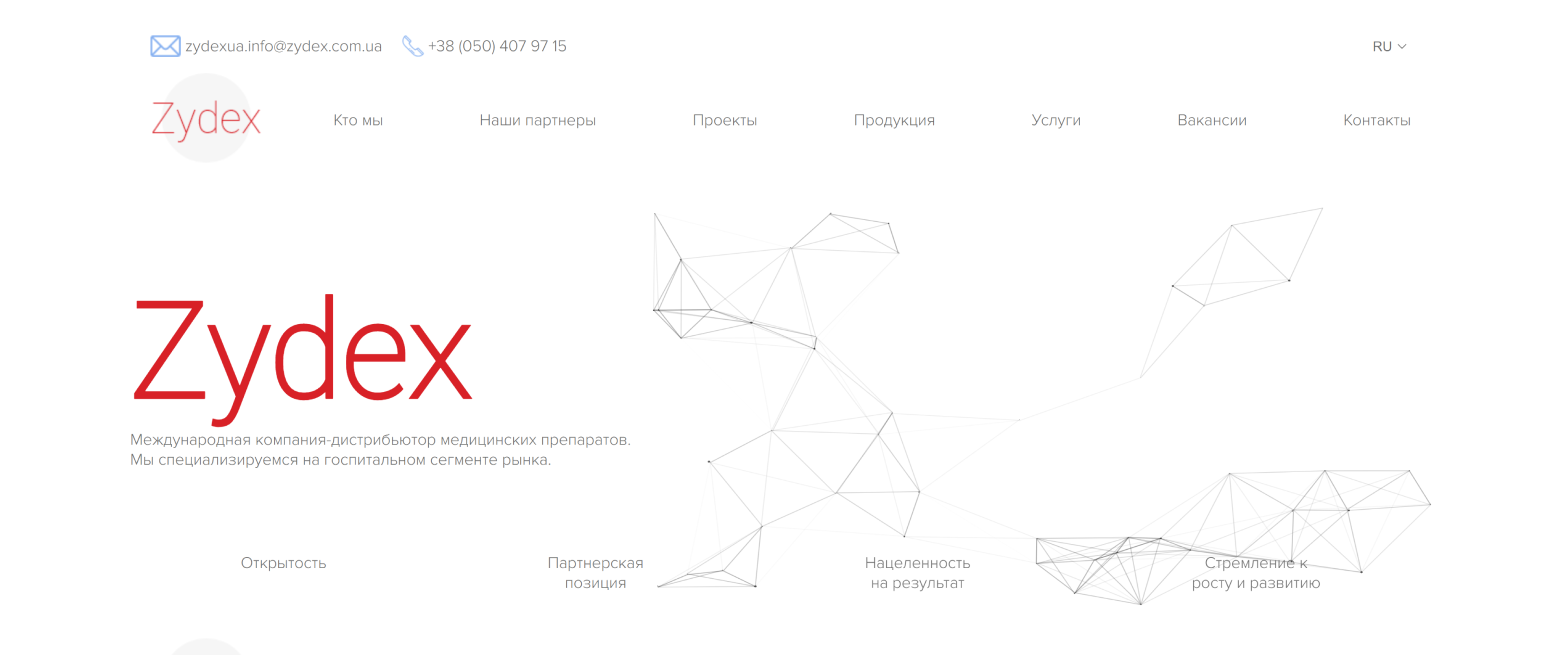 zydexua.info@zydex.com.ua +38 (050) 407 97 15 RU
Zydex Кто мы Наши партнеры Проекты Продукция Услуги Вакансии Контакты
Zydex
Международная компания-дистрибьютор медицинских препаратов.
Мы специализируемся на госпитальном сегменте рынка.
Открытость
Партнерская
позиция
Нацеленность
на результат
Стремление к
росту и развитию